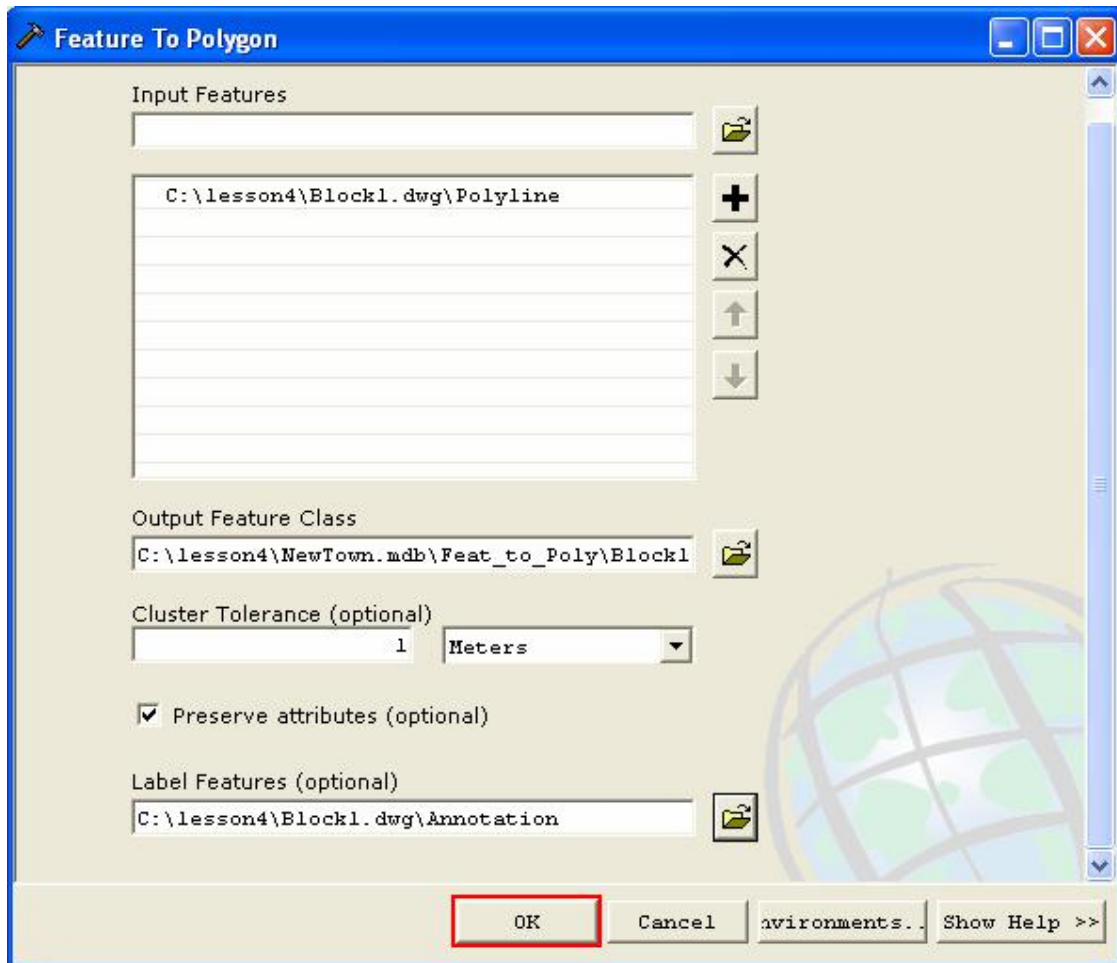 Feature To Polygon
Input Features
C:\lesson4\Block1.dwg\Polyline
Output Feature Class
C:\lesson4\NewTown.mdb\Feat_to_Poly\Block1
Cluster Tolerance (optional)
1 Meters
Preserve attributes (optional)
Label Features (optional)
C:\lesson4\Block1.dwg\Annotation
OK Cancel nvironments.. Show Help >>